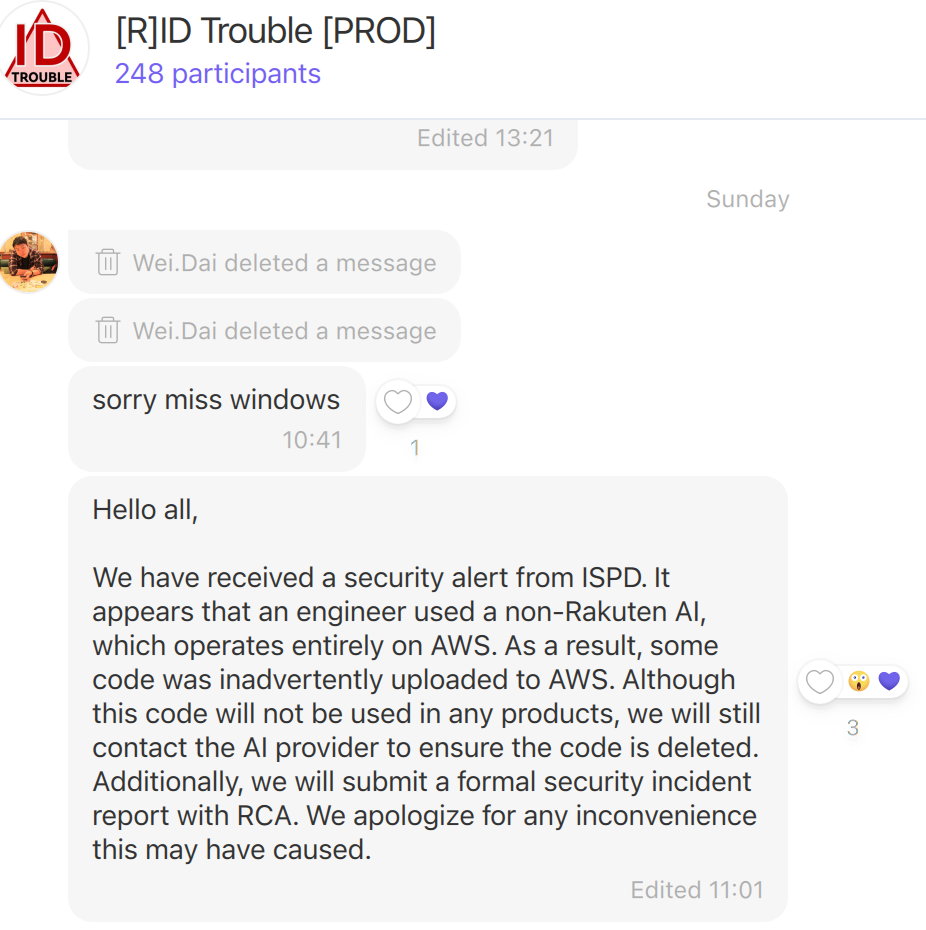 ID
TROUBLE
[R]ID Trouble [PROD]
248 participants
Edited 13:21
Sunday
Wei.Dai deleted a message
Wei.Dai deleted a message
sorry miss windows
10:41
1
Hello all,
We have received a security alert from ISPD. It
appears that an engineer used a non-Rakuten AI,
which operates entirely on AWS. As a result, some
code was inadvertently uploaded to AWS. Although
this code will not be used in any products, we will still
contact the AI provider to ensure the code is deleted.
Additionally, we will submit a formal security incident
report with RCA. We apologize for any inconvenience
this may have caused.
3
Edited 11:01